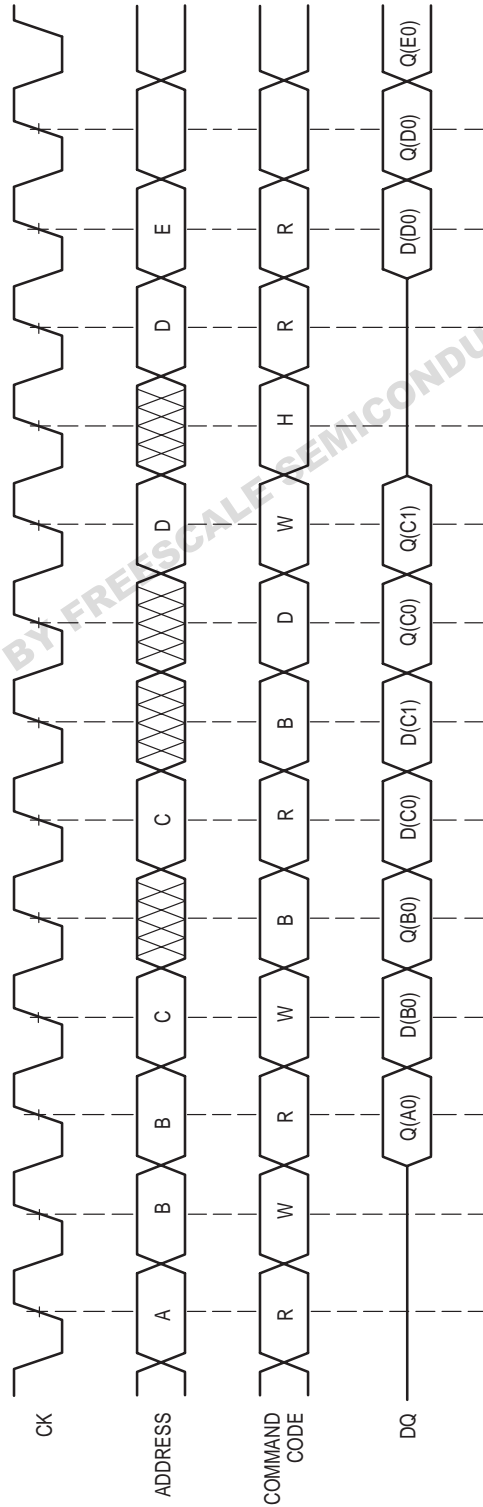 CK
ADDRESS
A
B
B
C
C
D
D
E
COMMAND
CODE
R
W
R
W
B
R
B
D
W
H
R
R
DQ
Q(A0)
D(B0)
Q(B0)
D(C0)
D(C1)
Q(C0)
Q(C1)
D(D0)
Q(D0)
Q(E0)
BY FREESCALE SEMICONDU